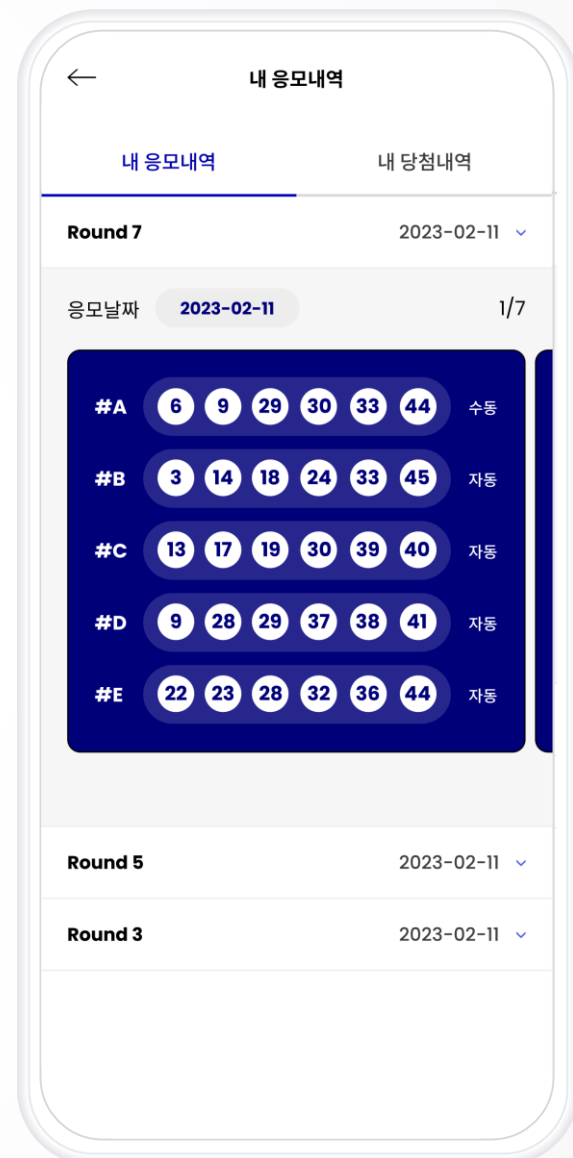 내 응모내역
내 응모내역 내 당첨내역
Round 7 2023-02-11
응모날짜 2023-02-11 1/7
#A 6 9 29 30 33 44 수동
#B 3 14 18 24 33 45 자동
#C 13 17 19 30 39 40 자동
#D 9 28 29 37 38 41 자동
#E 22 23 28 32 36 44 자동
Round 5 2023-02-11
Round 3 2023-02-11